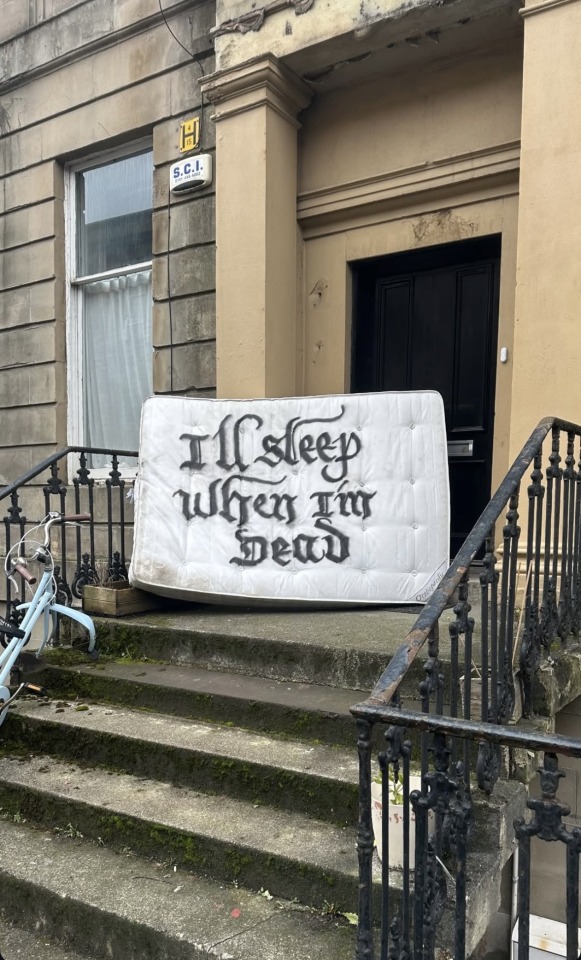 H
S.C.I.
I'll sleep
when I'm
Dead